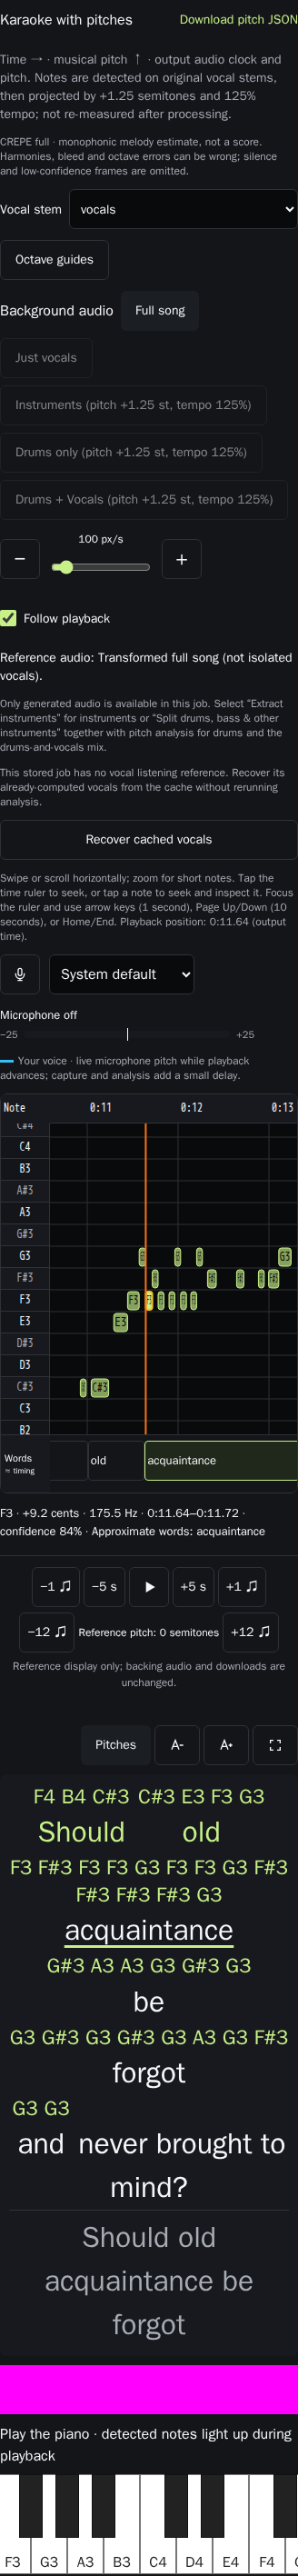 Karaoke with pitches
Download pitch JSON
Time → · musical pitch ↑ · output audio clock and
pitch. Notes are detected on original vocal stems,
then projected by +1.25 semitones and 125%
tempo; not re-measured after processing.
CREPE full · monophonic melody estimate, not a score.
Harmonies, bleed and octave errors can be wrong; silence
and low-confidence frames are omitted.
Vocal stem
vocals
Octave guides
Background audio
Full song
Just vocals
Instruments (pitch +1.25 st, tempo 125%)
Drums only (pitch +1.25 st, tempo 125%)
Drums + Vocals (pitch +1.25 st, tempo 125%)
−
100 px/s
+
Follow playback
Reference audio: Transformed full song (not isolated
vocals).
Only generated audio is available in this job. Select "Extract
instruments" for instruments or "Split drums, bass & other
instruments" together with pitch analysis for drums and the
drums-and-vocals mix.
This stored job has no vocal listening reference. Recover its
already-computed vocals from the cache without rerunning
analysis.
Recover cached vocals
Swipe or scroll horizontally; zoom for short notes. Tap the
time ruler to seek, or tap a note to seek and inspect it. Focus
the ruler and use arrow keys (1 second), Page Up/Down (10
seconds), or Home/End. Playback position: 0:11.64 (output
time).
System default
Microphone off
−25
+25
Your voice · live microphone pitch while playback
advances; capture and analysis add a small delay.
Note 0:11 0:12 0:13
C#4
C4
B3
A#3
A3
G#3
G3 G3
F#3
F3 F3
E3 E3
D#3
D3
C#3 C#3
C3
B2
Words
≈ timing
old
acquaintance
F3 · +9.2 cents · 175.5 Hz · 0:11.64–0:11.72 ·
confidence 84% · Approximate words: acquaintance
−1 ♫ −5 s ▶ +5 s +1 ♫
−12 ♫ Reference pitch: 0 semitones +12 ♫
Reference display only; backing audio and downloads are
unchanged.
Pitches A- A+
F4 B4 C#3 C#3 E3 F3 G3
Should old
F3 F#3 F3 F3 G3 F3 F3 G3 F#3
F#3 F#3 F#3 G3
acquaintance
G#3 A3 A3 G3 G#3 G3
be
G3 G#3 G3 G#3 G3 A3 G3 F#3
forgot
G3 G3
and never brought to
mind?
Should old
acquaintance be
forgot
Play the piano · detected notes light up during
playback
F3 G3 A3 B3 C4 D4 E4 F4